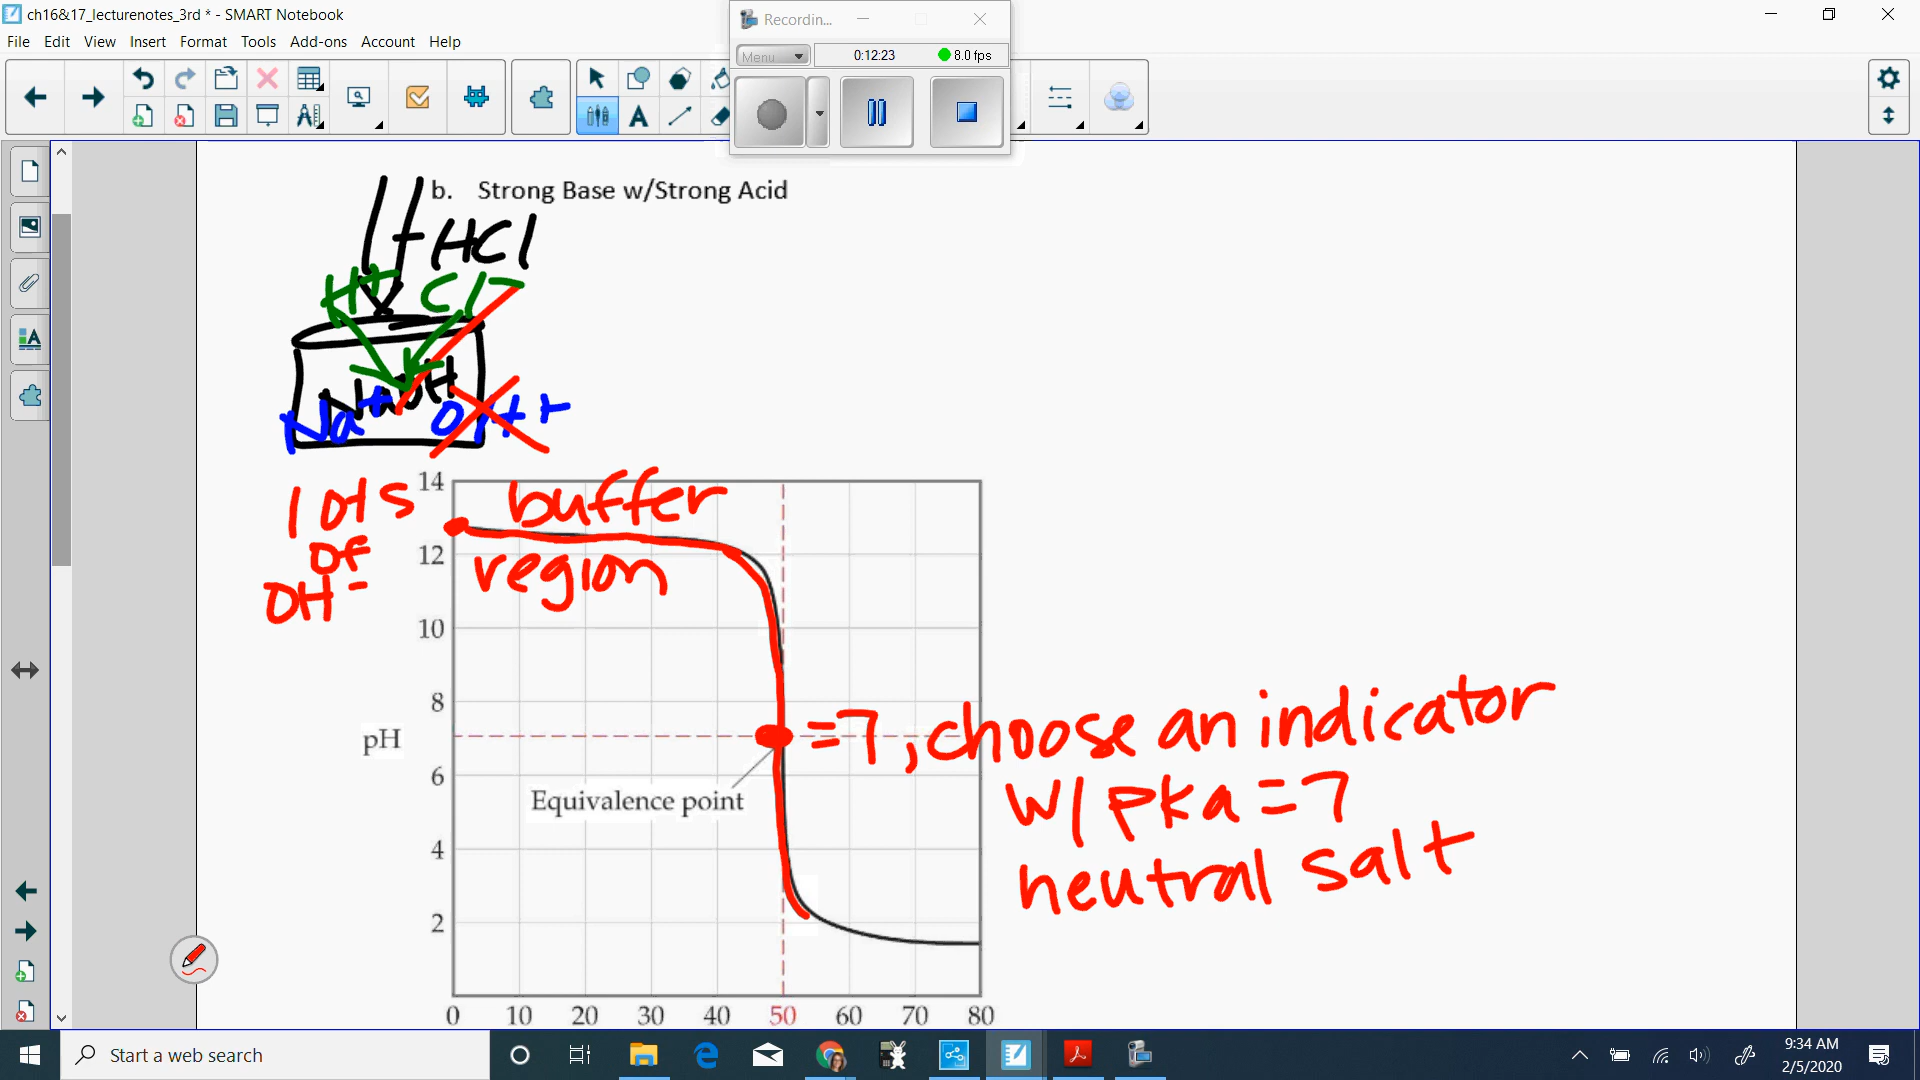 ch16&17_lecturenotes_3rd * - SMART Notebook
File Edit View Insert Format Tools Add-ons Account Help
Recordin...
Menu 0:12:23 8.0 fps
b. Strong Base w/Strong Acid
HCl
H+ Cl-
NaOH
Na+
lots
of
OH-
buffer
region
14
12
10
8
6
4
2
pH
Equivalence point
=7, choose an indicator
w/ pka=7
neutral salt
0 10 20 30 40 50 60 70 80
Start a web search
9:34 AM
2/5/2020